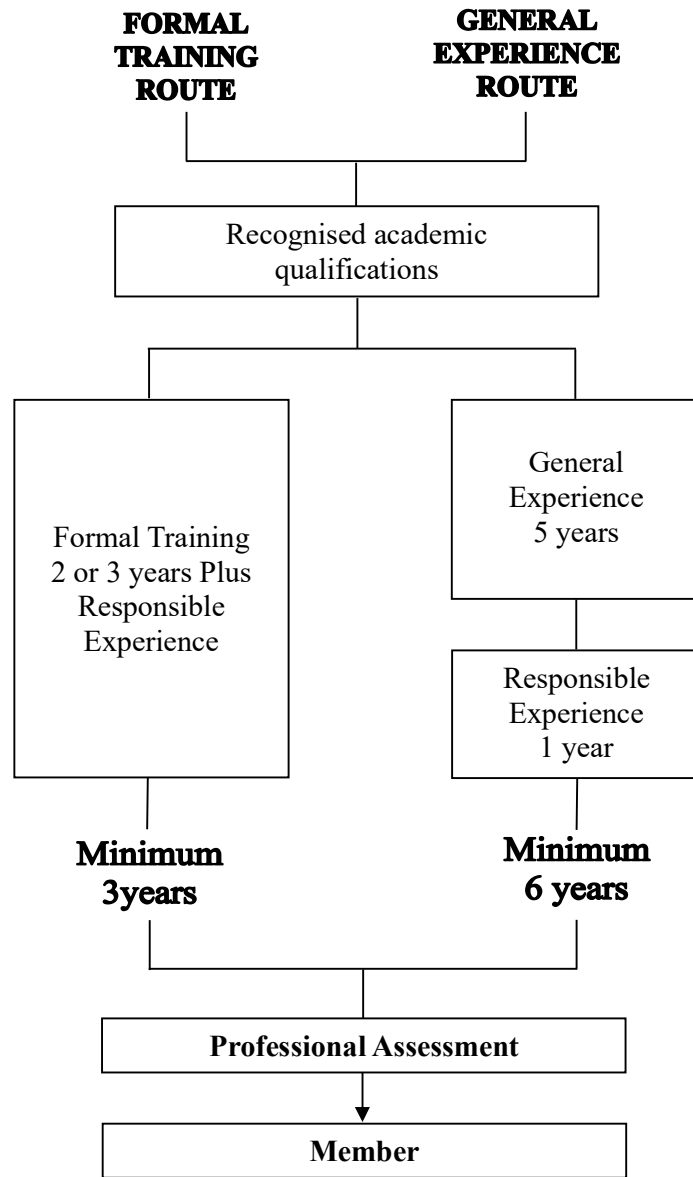 FORMAL
TRAINING
ROUTE
GENERAL
EXPERIENCE
ROUTE
Recognised academic
qualifications
Formal Training
2 or 3 years Plus
Responsible
Experience
General
Experience
5 years
Responsible
Experience
1 year
Minimum
3years
Minimum
6 years
Professional Assessment
Member